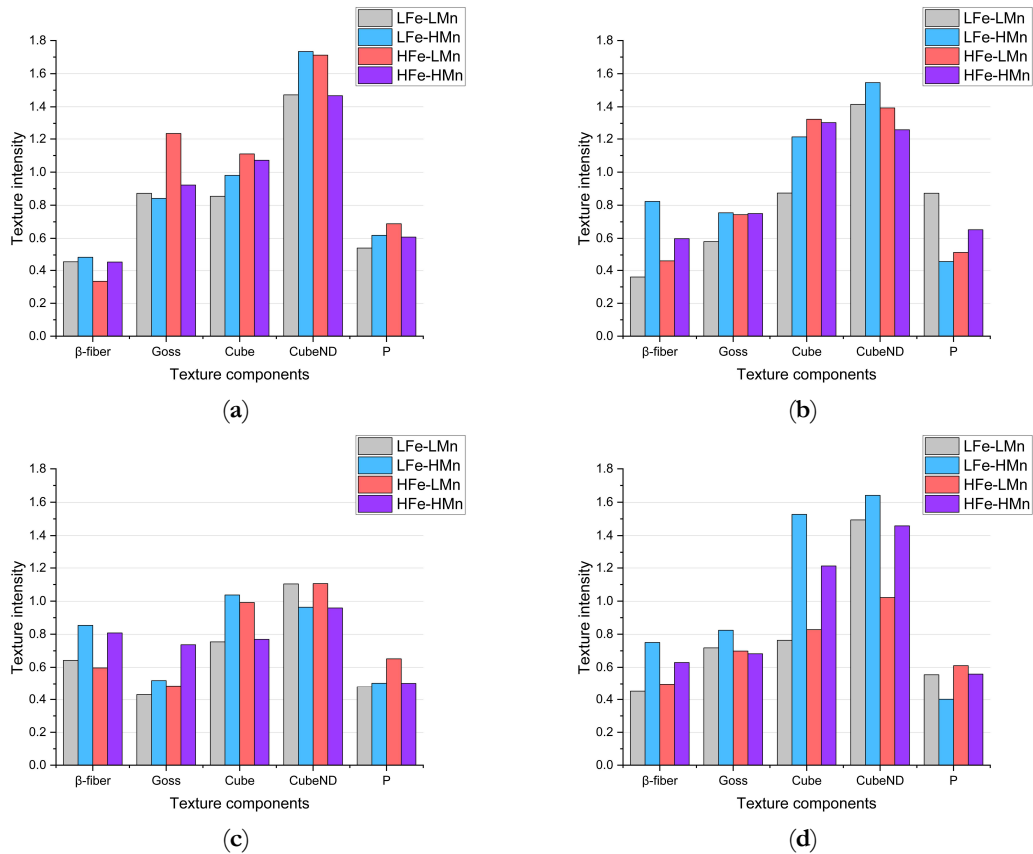 LFe-LMn
LFe-HMn
HFe-LMn
HFe-HMn
1.8
1.6
1.4
1.2
1.0
0.8
0.6
0.4
0.2
0.0
Texture intensity
β-fiber Goss Cube CubeND P
Texture components
(a)
LFe-LMn
LFe-HMn
HFe-LMn
HFe-HMn
1.8
1.6
1.4
1.2
1.0
0.8
0.6
0.4
0.2
0.0
Texture intensity
β-fiber Goss Cube CubeND P
Texture components
(b)
LFe-LMn
LFe-HMn
HFe-LMn
HFe-HMn
1.8
1.6
1.4
1.2
1.0
0.8
0.6
0.4
0.2
0.0
Texture intensity
β-fiber Goss Cube CubeND P
Texture components
(c)
LFe-LMn
LFe-HMn
HFe-LMn
HFe-HMn
1.8
1.6
1.4
1.2
1.0
0.8
0.6
0.4
0.2
0.0
Texture intensity
β-fiber Goss Cube CubeND P
Texture components
(d)